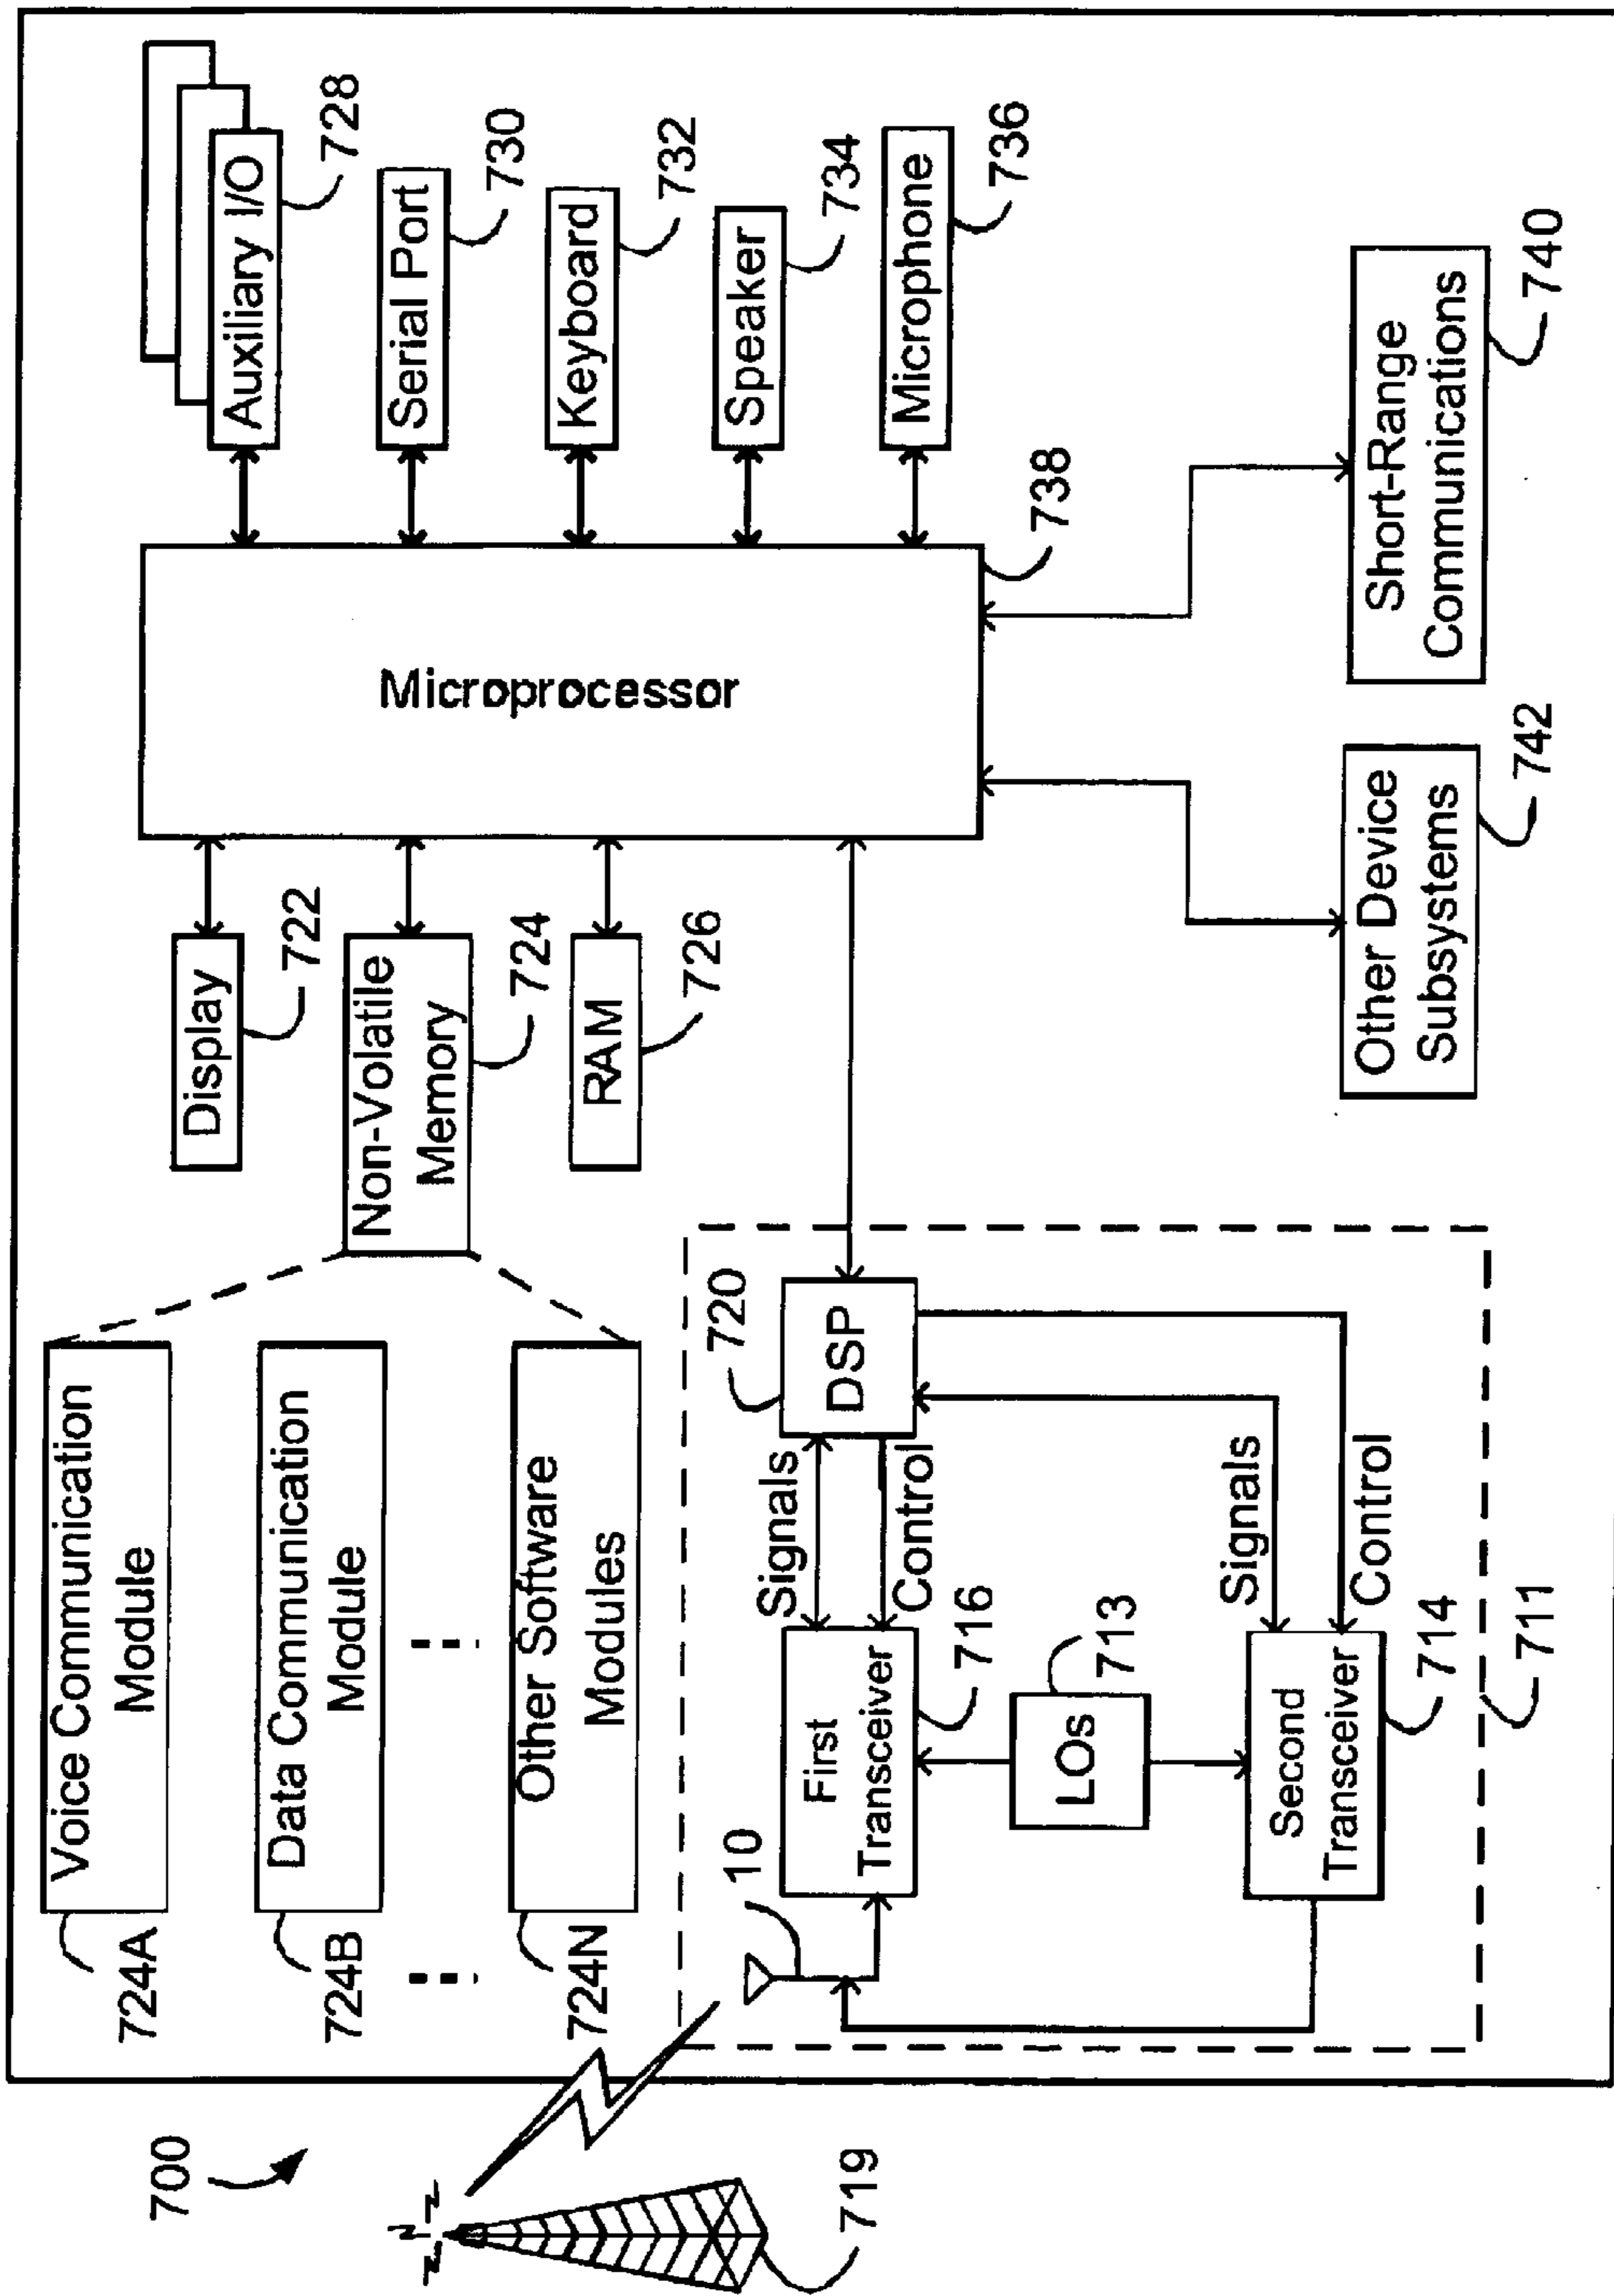 700
719
724A
Voice Communication
Module
724B
Data Communication
Module
724N
Other Software
Modules
Display
722
Non-Volatile
Memory
724
RAM
726
Microprocessor
738
Auxiliary I/O
728
Serial Port
730
Keyboard
732
Speaker
734
Microphone
736
Short-Range
Communications
740
Other Device
Subsystems
742
10
First
Transceiver
716
Signals
Control
720
DSP
LOs
713
Second
Transceiver
714
Signals
Control
711